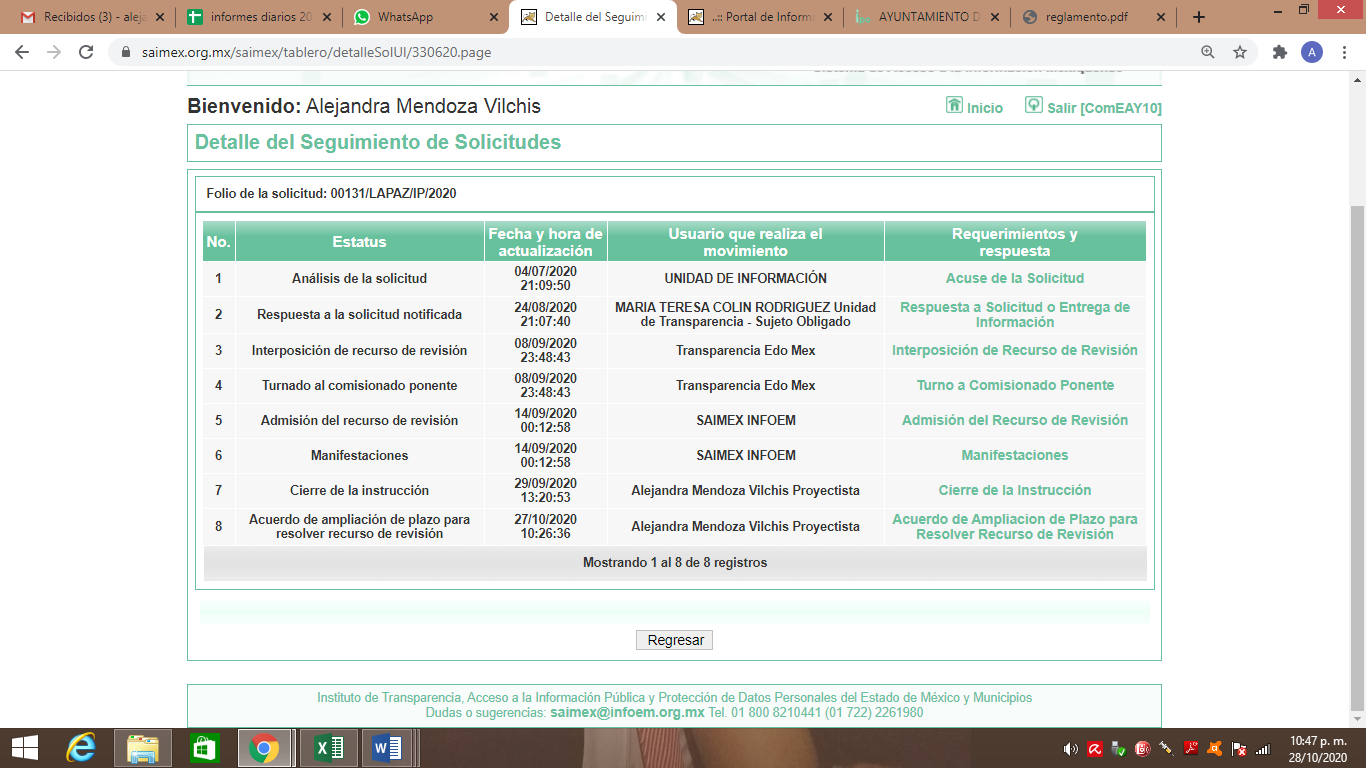 Recibidos (3) - aleja
informes diarios 20
WhatsApp
Detalle del Seguim
..:: Portal de Informa
AYUNTAMIENTO D
reglamento.pdf
saimex.org.mx/saimex/tablero/detalleSolUI/330620.page
A
Bienvenido: Alejandra Mendoza Vilchis
Inicio
Salir [ComEAY10]
Detalle del Seguimiento de Solicitudes
Folio de la solicitud: 00131/LAPAZ/IP/2020
No.
Estatus
Fecha y hora de
actualización
Usuario que realiza el
movimiento
Requerimientos y
respuesta
1
Análisis de la solicitud
04/07/2020
21:09:50
UNIDAD DE INFORMACIÓN
Acuse de la Solicitud
2
Respuesta a la solicitud notificada
24/08/2020
21:07:40
MARIA TERESA COLIN RODRIGUEZ Unidad
de Transparencia - Sujeto Obligado
Respuesta a Solicitud o Entrega de
Información
3
Interposición de recurso de revisión
08/09/2020
23:48:43
Transparencia Edo Mex
Interposición de Recurso de Revisión
4
Turnado al comisionado ponente
08/09/2020
23:48:43
Transparencia Edo Mex
Turno a Comisionado Ponente
5
Admisión del recurso de revisión
14/09/2020
00:12:58
SAIMEX INFOEM
Admisión del Recurso de Revisión
6
Manifestaciones
14/09/2020
00:12:58
SAIMEX INFOEM
Manifestaciones
7
Cierre de la instrucción
29/09/2020
13:20:53
Alejandra Mendoza Vilchis Proyectista
Cierre de la Instrucción
8
Acuerdo de ampliación de plazo para
resolver recurso de revisión
27/10/2020
10:26:36
Alejandra Mendoza Vilchis Proyectista
Acuerdo de Ampliacion de Plazo para
Resolver Recurso de Revisión
Mostrando 1 al 8 de 8 registros
Regresar
Instituto de Transparencia, Acceso a la Información Pública y Protección de Datos Personales del Estado de México y Municipios
Dudas o sugerencias: saimex@infoem.org.mx Tel. 01 800 8210441 (01 722) 2261980
10:47 p. m.
28/10/2020